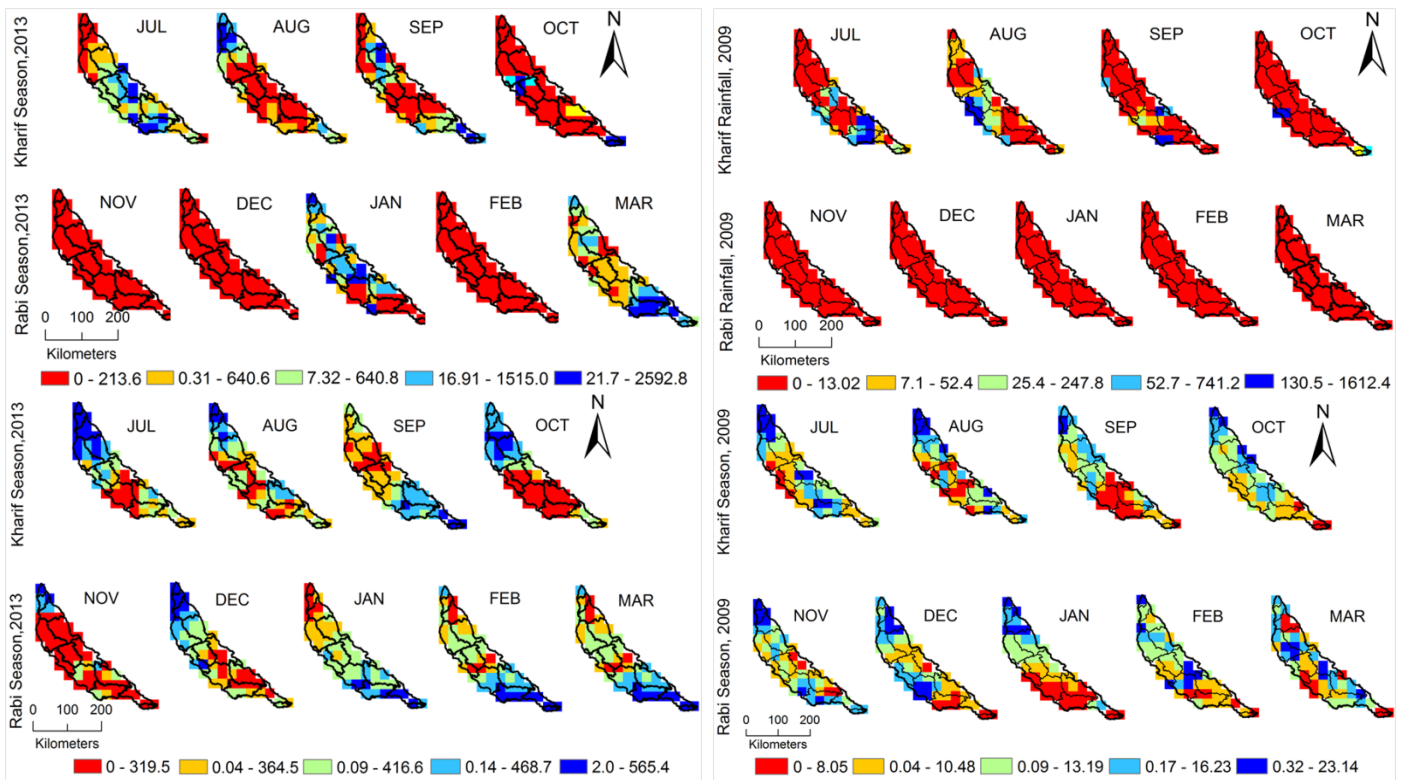 Kharif Season,2013
JUL
AUG
SEP
OCT
N
Rabi Season,2013
NOV
DEC
JAN
FEB
MAR
0 100 200
Kilometers
0 - 213.6 0.31 - 640.6 7.32 - 640.8 16.91 - 1515.0 21.7 - 2592.8
Kharif Season,2013
JUL
AUG
SEP
OCT
N
Rabi Season,2013
NOV
DEC
JAN
FEB
MAR
0 100 200
Kilometers
0 - 319.5 0.04 - 364.5 0.09 - 416.6 0.14 - 468.7 2.0 - 565.4
Kharif Rainfall, 2009
JUL
AUG
SEP
OCT
N
Rabi Rainfall, 2009
NOV
DEC
JAN
FEB
MAR
0 100 200
Kilometers
0 - 13.02 7.1 - 52.4 25.4 - 247.8 52.7 - 741.2 130.5 - 1612.4
Kharif Season, 2009
JUL
AUG
SEP
OCT
N
Rabi Season, 2009
NOV
DEC
JAN
FEB
MAR
0 100 200
Kilometers
0 - 8.05 0.04 - 10.48 0.09 - 13.19 0.17 - 16.23 0.32 - 23.14